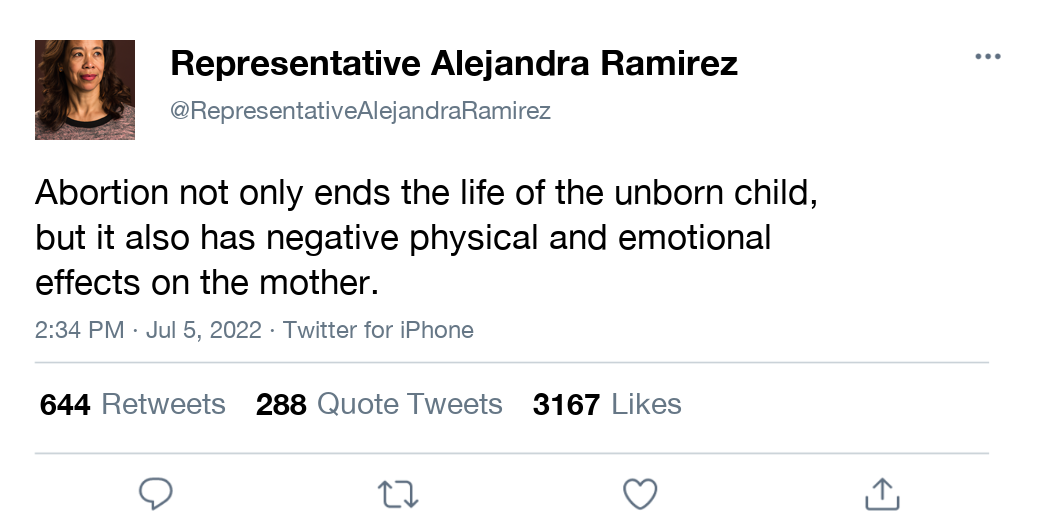 Representative Alejandra Ramirez
@RepresentativeAlejandraRamirez
Abortion not only ends the life of the unborn child,
but it also has negative physical and emotional
effects on the mother.
2:34 PM · Jul 5, 2022 · Twitter for iPhone
644 Retweets 288 Quote Tweets 3167 Likes